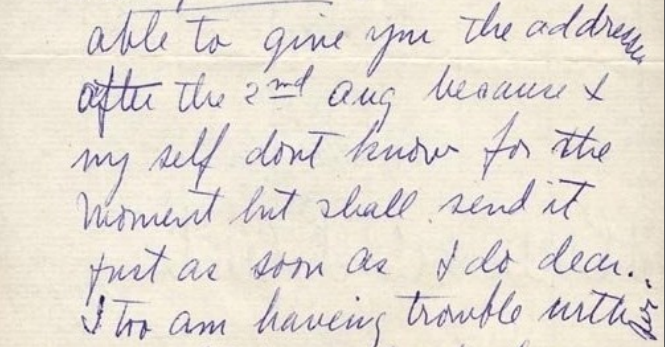 able to give you the addresses
after the 2nd aug because I
my self dont know for the
moment but shall send it
just as soon as I do dear.
I too am having trouble with